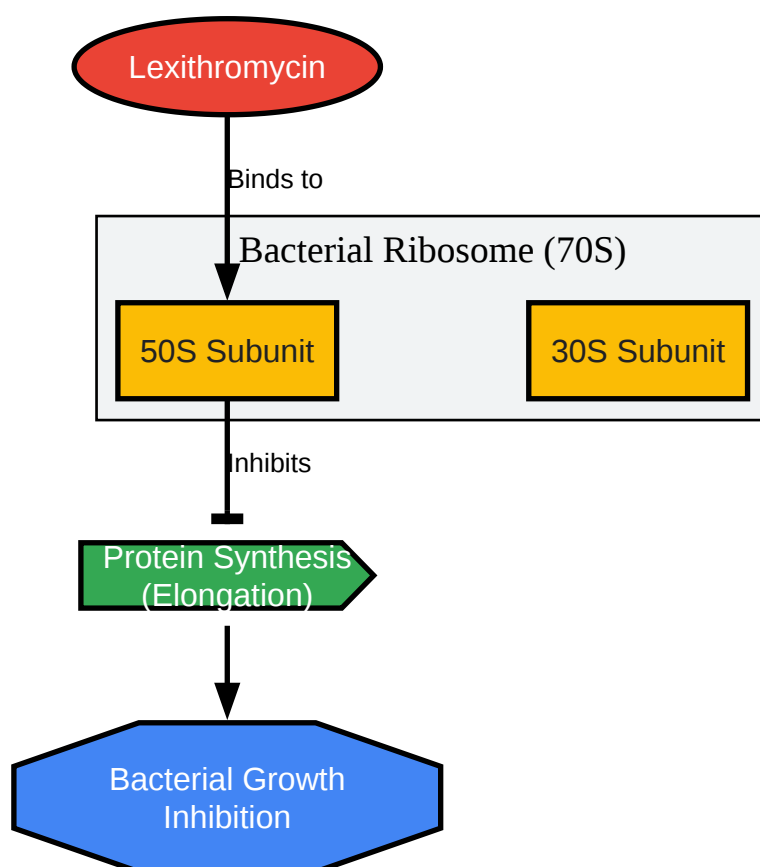 Lexithromycin
Binds to
Bacterial Ribosome (70S)
50S Subunit
30S Subunit
Inhibits
Protein Synthesis
(Elongation)
Bacterial Growth
Inhibition